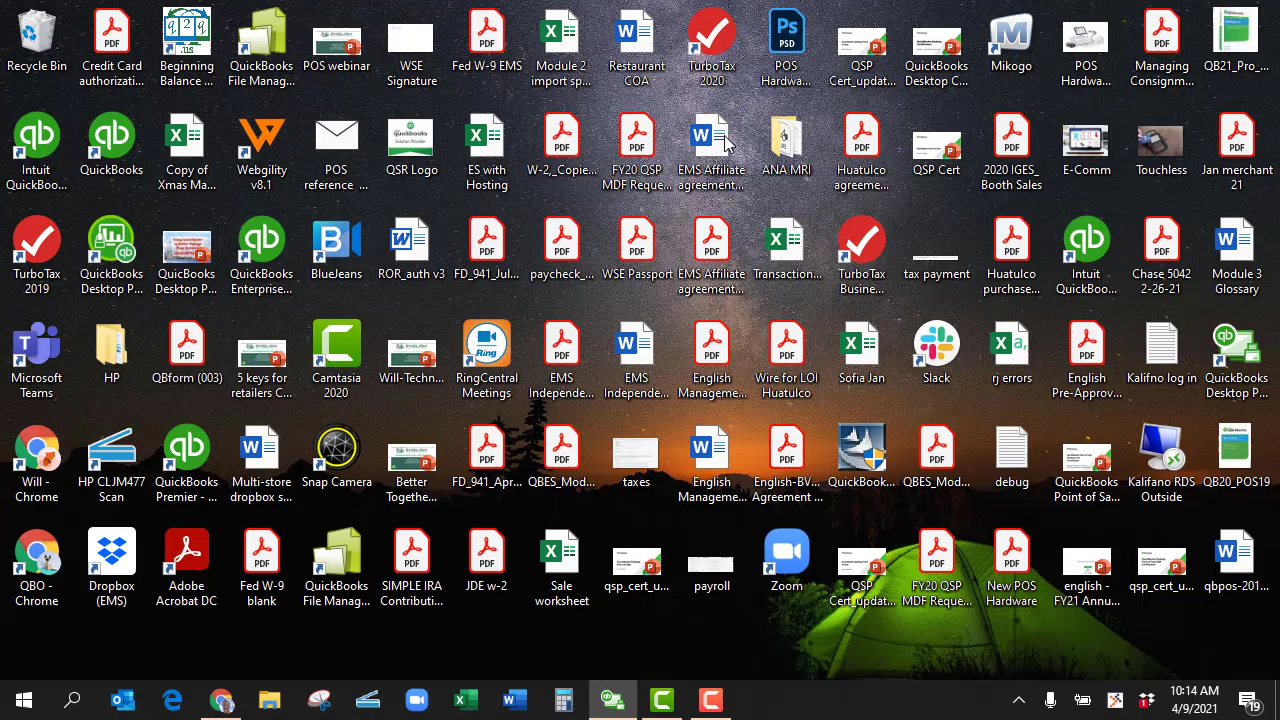 Recycle Bin
Credit Card
authorizati...
Beginning
Balance ...
QuickBooks
File Manag...
POS webinar
WSE
Signature
Fed W-9 EMS
Module 2
import sp...
Restaurant
COA
TurboTax
2020
POS
Hardwa...
QSP
Cert_updat...
QuickBooks
Desktop C...
Mikogo
POS
Hardwa...
Managing
Consignm...
QB21_Pro_...
Intuit
QuickBoo...
QuickBooks
Copy of
Xmas Ma...
Webgility
v8.1
POS
reference _...
QSR Logo
ES with
Hosting
W-2,_Copie...
FY20 QSP
MDF Reque...
EMS Affiliate
agreement...
ANA MRI
Huatulco
agreeme...
QSP Cert
2020 IGES_
Booth Sales
E-Comm
Touchless
Jan merchant
21
TurboTax
2019
QuickBooks
Desktop P...
QuicBooks
Desktop P...
QuickBooks
Enterprise...
BlueJeans
ROR_auth v3
FD_941_Jul...
paycheck_...
WSE Passport
EMS Affiliate
agreement...
Transaction...
TurboTax
Busine...
tax payment
Huatulco
purchase...
Intuit
QuickBoo...
Chase 5042
2-26-21
Module 3
Glossary
Microsoft
Teams
HP
QBform (003)
5 keys for
retailers C...
Camtasia
2020
Will-Techn...
RingCentral
Meetings
EMS
Independe...
EMS
Independe...
English
Manageme...
Wire for LOI
Huatulco
Sofia Jan
Slack
rj errors
English
Pre-Approv...
Kalifno log in
QuickBooks
Desktop P...
Will -
Chrome
HP CLJM477
Scan
QuickBooks
Premier - ...
Multi-store
dropbox s...
Snap Camera
Better
Togethe...
FD_941_Apr...
QBES_Mod...
taxes
English
Manageme...
English-BV...
Agreement ...
QuickBook...
QBES_Mod...
debug
QuickBooks
Point of Sa...
Kalifano RDS
Outside
QB20_POS19
QBO -
Chrome
Dropbox
(EMS)
Adobe
Acrobat DC
Fed W-9
blank
QuickBooks
File Manag...
SIMPLE IRA
Contributi...
JDE w-2
Sale
worksheet
qsp_cert_u...
payroll
Zoom
QSP
Cert_updat...
FY20 QSP
MDF Reque...
New POS
Hardware
english -
FY21 Annu...
qsp_cert_u...
qbpos-201...
10:14 AM
4/9/2021
19